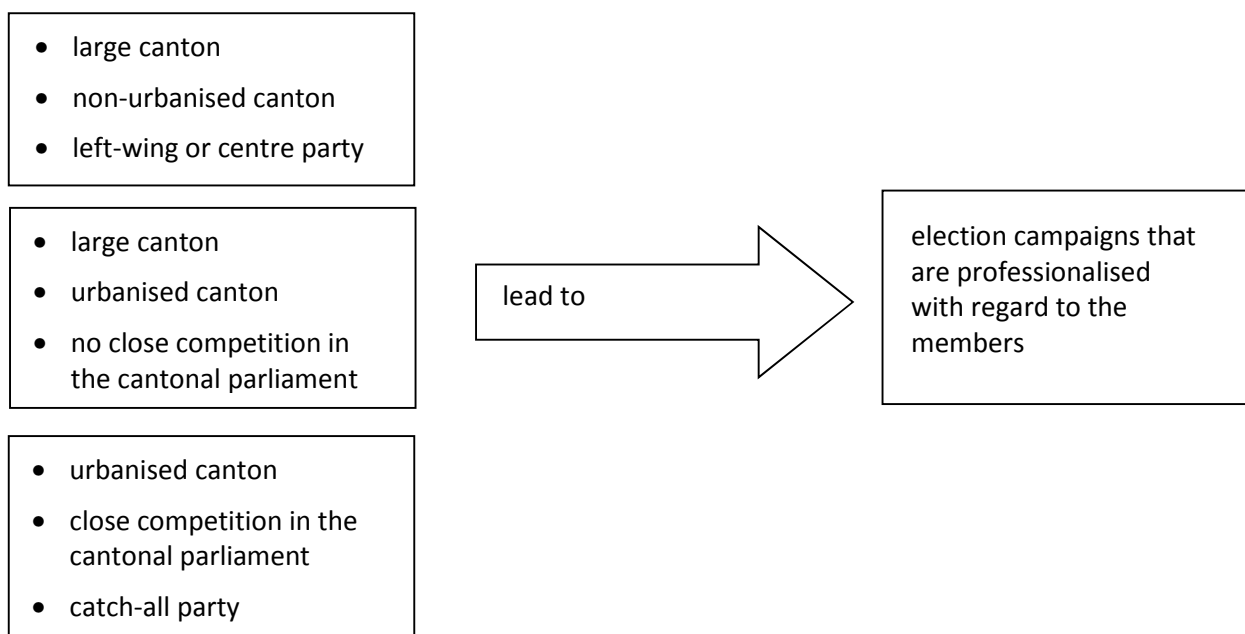 • large canton
• non-urbanised canton
• left-wing or centre party
• large canton
• urbanised canton
• no close competition in
the cantonal parliament
• urbanised canton
• close competition in the
cantonal parliament
• catch-all party
lead to
election campaigns that
are professionalised
with regard to the
members